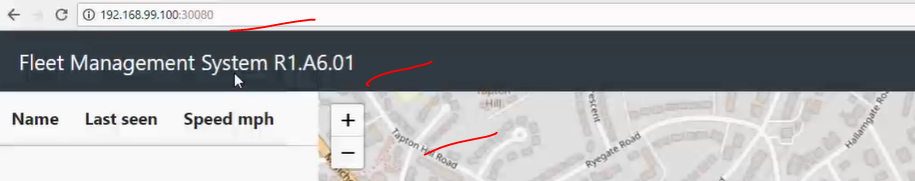 192.168.99.100:30080
Fleet Management System R1.A6.01
Name Last seen Speed mph
+
−
Tapton Hill
Tapton Hill Road
Ryegate Road
Hallamgate Road